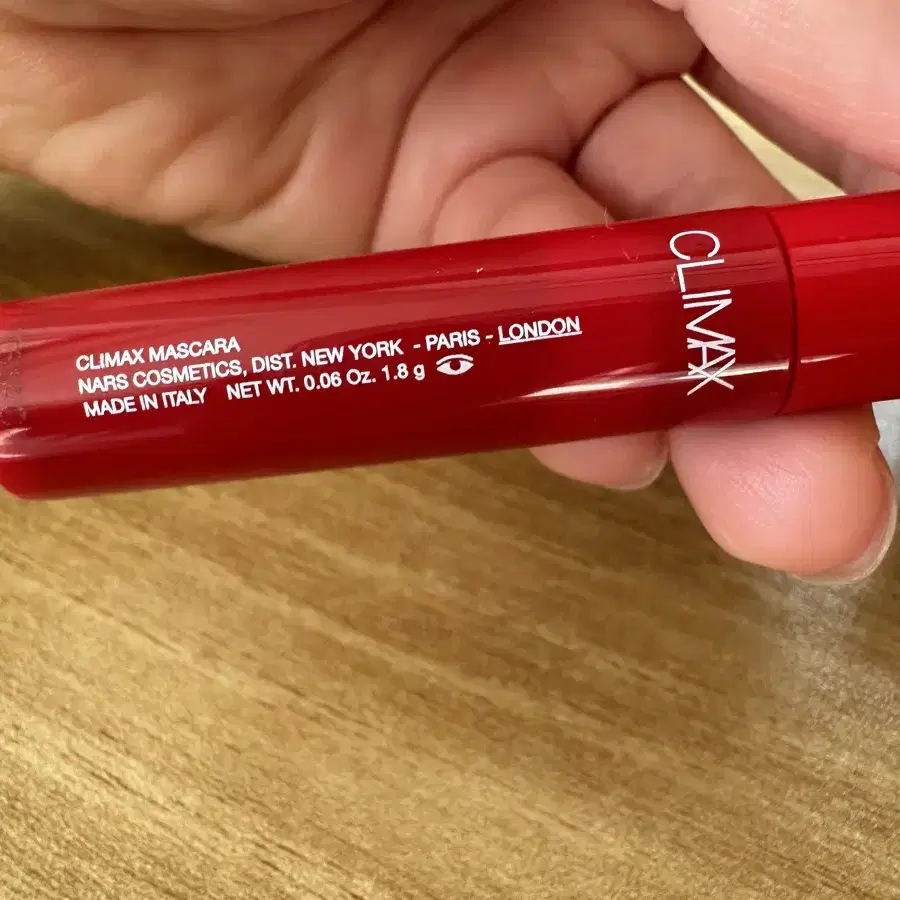 CLIMAX MASCARA
NARS COSMETICS, DIST. NEW YORK - PARIS - LONDON
MADE IN ITALY NET WT. 0.06 Oz. 1.8 g
CLIMAX